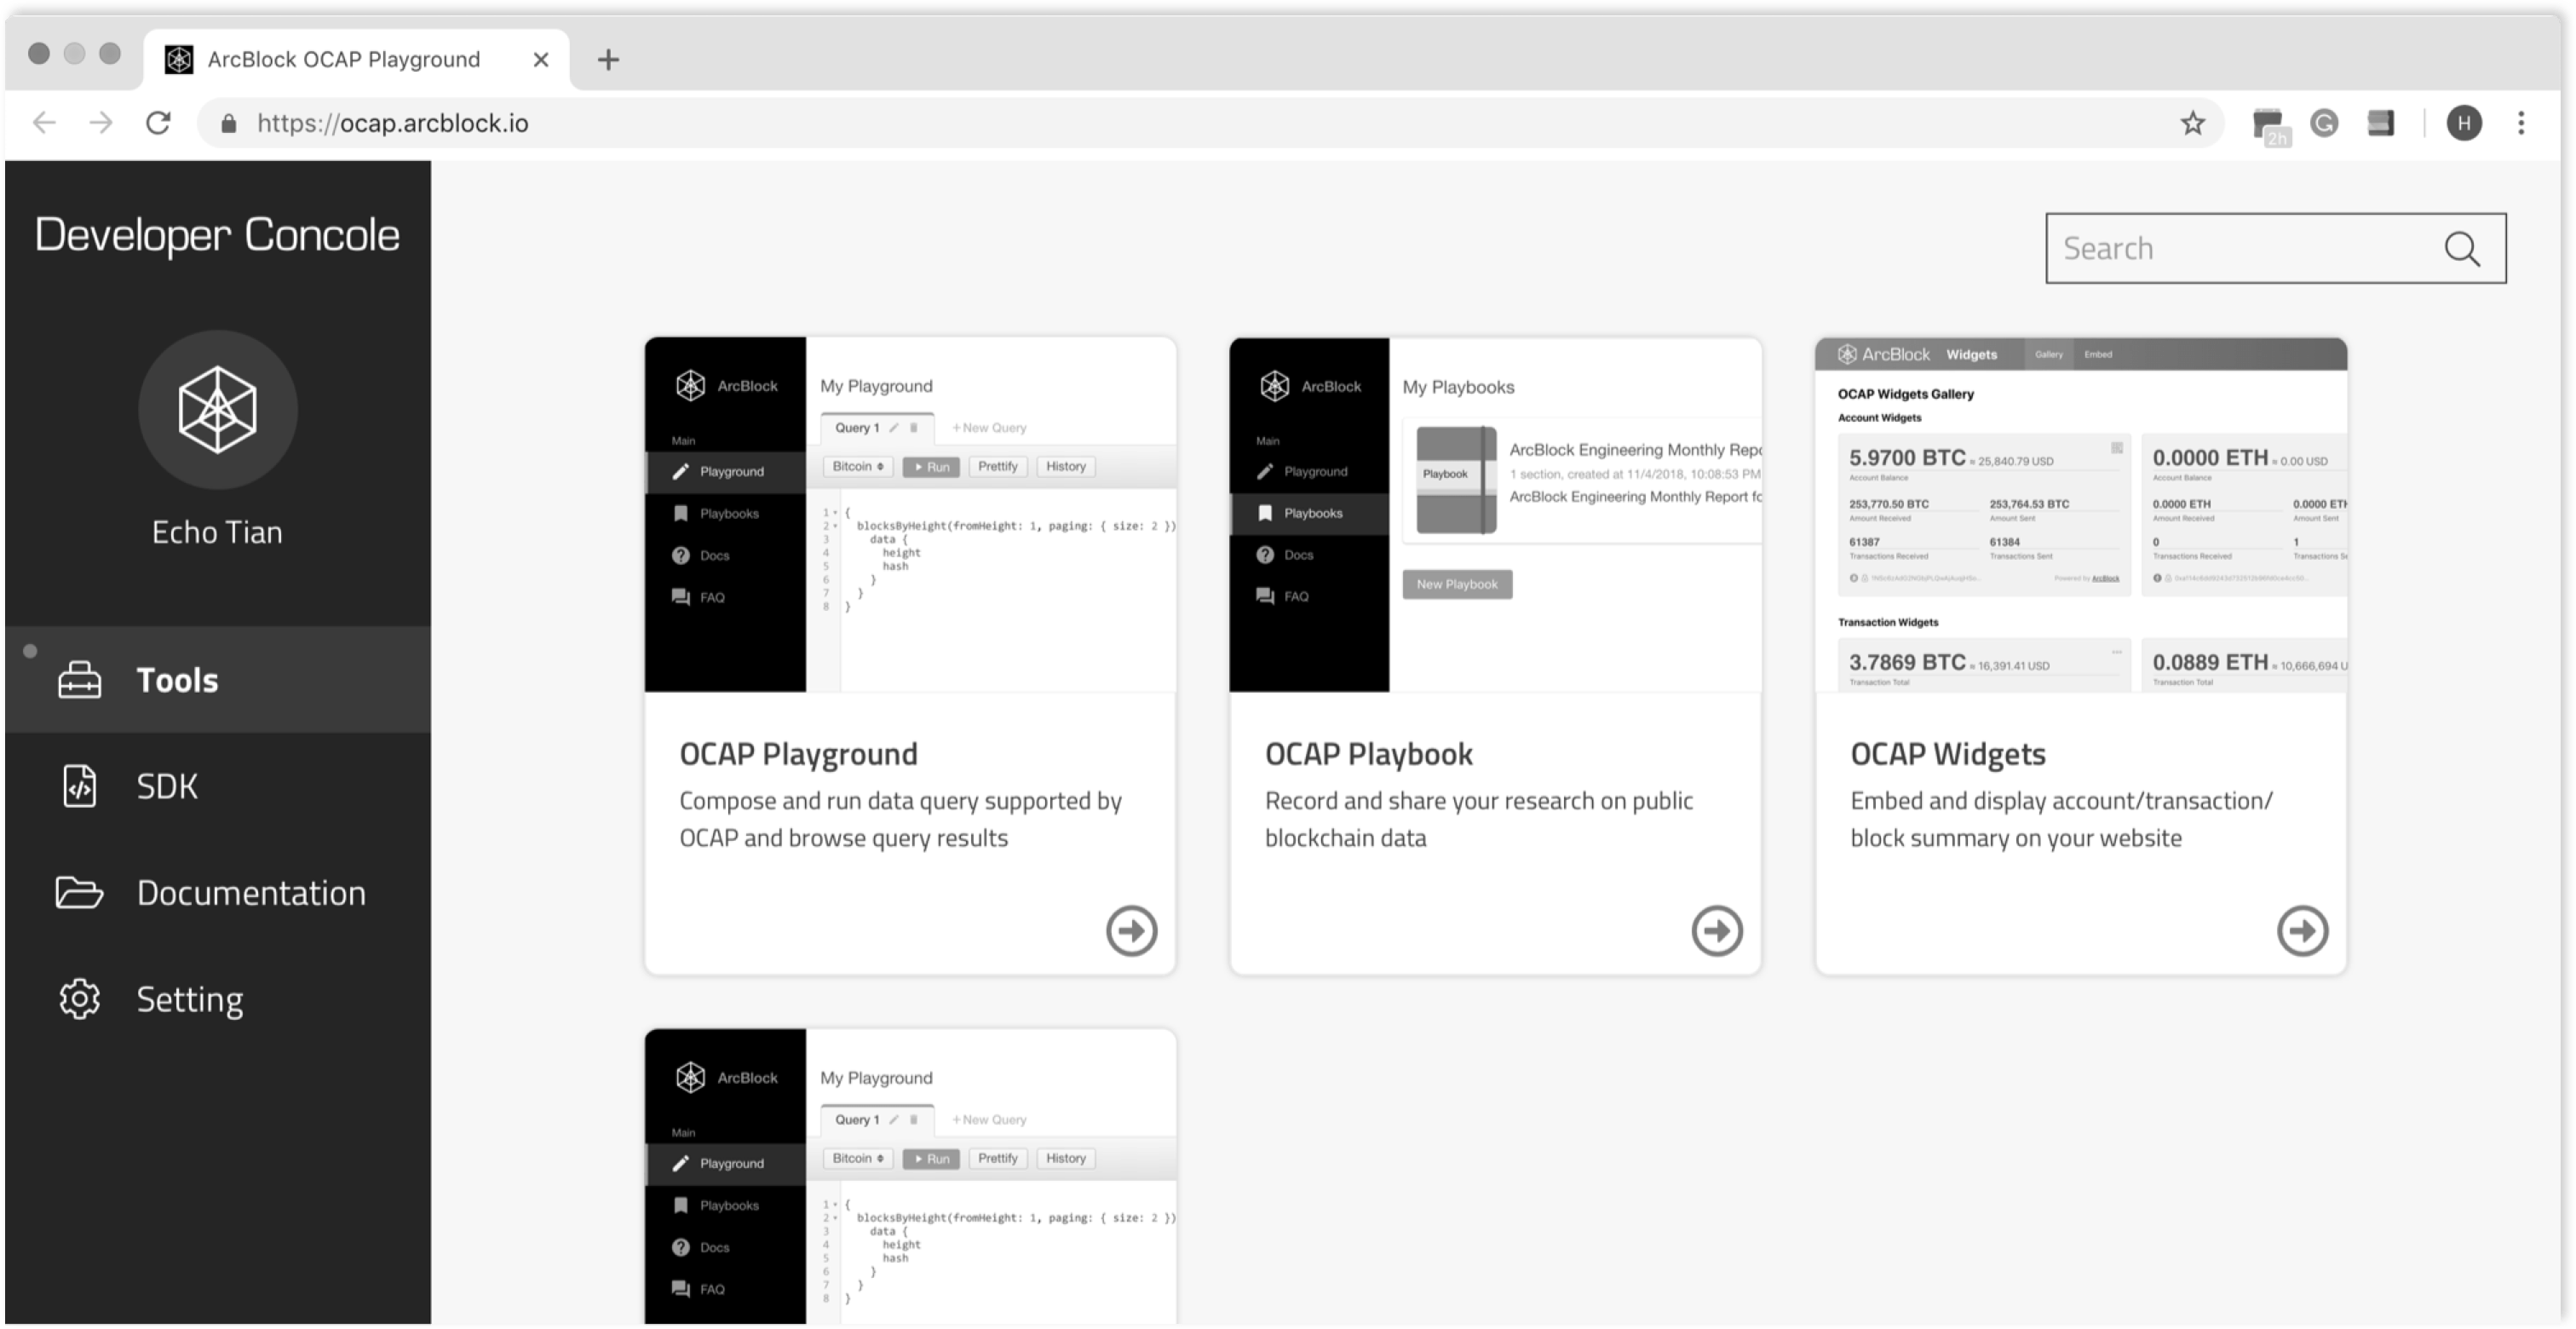 ArcBlock OCAP Playground
https://ocap.arcblock.io
2h
G
H
Developer Concole
Echo Tian
Tools
SDK
Documentation
Setting
Search
ArcBlock
Main
Playground
Playbooks
Docs
FAQ
My Playground
Query 1
+New Query
Bitcoin
Run
Prettify
History
1 {
2 blocksByHeight(fromHeight: 1, paging: { size: 2 })
3 data {
4 height
5 hash
6 }
7 }
8 }
OCAP Playground
Compose and run data query supported by
OCAP and browse query results
ArcBlock
Main
Playground
Playbooks
Docs
FAQ
My Playbooks
Playbook
ArcBlock Engineering Monthly Repo
1 section, created at 11/4/2018, 10:08:53 PM
ArcBlock Engineering Monthly Report fo
New Playbook
OCAP Playbook
Record and share your research on public
blockchain data
ArcBlock Widgets Gallery Embed
OCAP Widgets Gallery
Account Widgets
5.9700 BTC ≈ 25,840.79 USD
Account Balance
253,770.50 BTC 253,764.53 BTC
Amount Received Amount Sent
61387 61384
Transactions Received Transactions Sent
Powered by ArcBlock
0.0000 ETH ≈ 0.00 USD
Account Balance
0.0000 ETH 0.0000 ETH
Amount Received Amount Sent
0 1
Transactions Received Transactions Se
Transaction Widgets
3.7869 BTC ≈ 16,391.41 USD
Transaction Total
0.0889 ETH ≈ 10,666,694 U
Transaction Total
OCAP Widgets
Embed and display account/transaction/
block summary on your website
ArcBlock
Main
Playground
Playbooks
Docs
FAQ
My Playground
Query 1
+New Query
Bitcoin
Run
Prettify
History
1 {
2 blocksByHeight(fromHeight: 1, paging: { size: 2 })
3 data {
4 height
5 hash
6 }
7 }
8 }